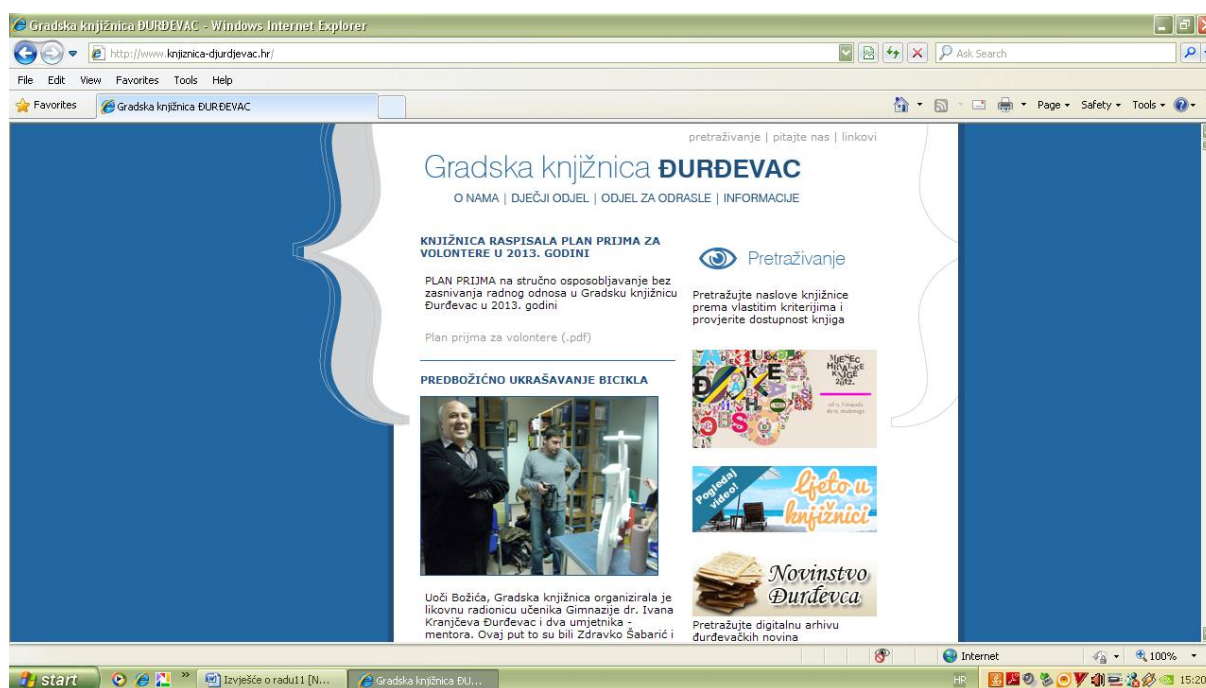 Gradska knjižnica ĐURĐEVAC - Windows Internet Explorer
http://www.knjiznica-djurdjevac.hr/
Ask Search
File Edit View Favorites Tools Help
Favorites
Gradska knjižnica ĐURĐEVAC
Page Safety Tools
pretraživanje | pitajte nas | linkovi
Gradska knjižnica ĐURĐEVAC
O NAMA | DJEČJI ODJEL | ODJEL ZA ODRASLE | INFORMACIJE
KNJIŽNICA RASPISALA PLAN PRIJMA ZA
VOLONTERE U 2013. GODINI
PLAN PRIJMA na stručno osposobljavanje bez
zasnivanja radnog odnosa u Gradsku knjižnicu
Đurđevac u 2013. godini
Plan prijma za volontere (.pdf)
PREDBOŽIĆNO UKRAŠAVANJE BICIKLA
Uoči Božića, Gradska knjižnica organizirala je
likovnu radionicu učenika Gimnazije dr. Ivana
Kranjčeva Đurđevac i dva umjetnika -
mentora. Ovaj put to su bili Zdravko Šabarić i
Pretraživanje
Pretražujte naslove knjižnice
prema vlastitim kriterijima i
provjerite dostupnost knjiga
MJESEC
HRVATSKE
KNJIGE
2012.
Pogledaj
video!
Ljeto u
knjižnici
Novinstvo
Đurđevca
Pretražujte digitalnu arhivu
đurđevačkih novina
Internet
100%
start
Izvješće o radu11 [N...
Gradska knjižnica ĐU...
HR
15:20